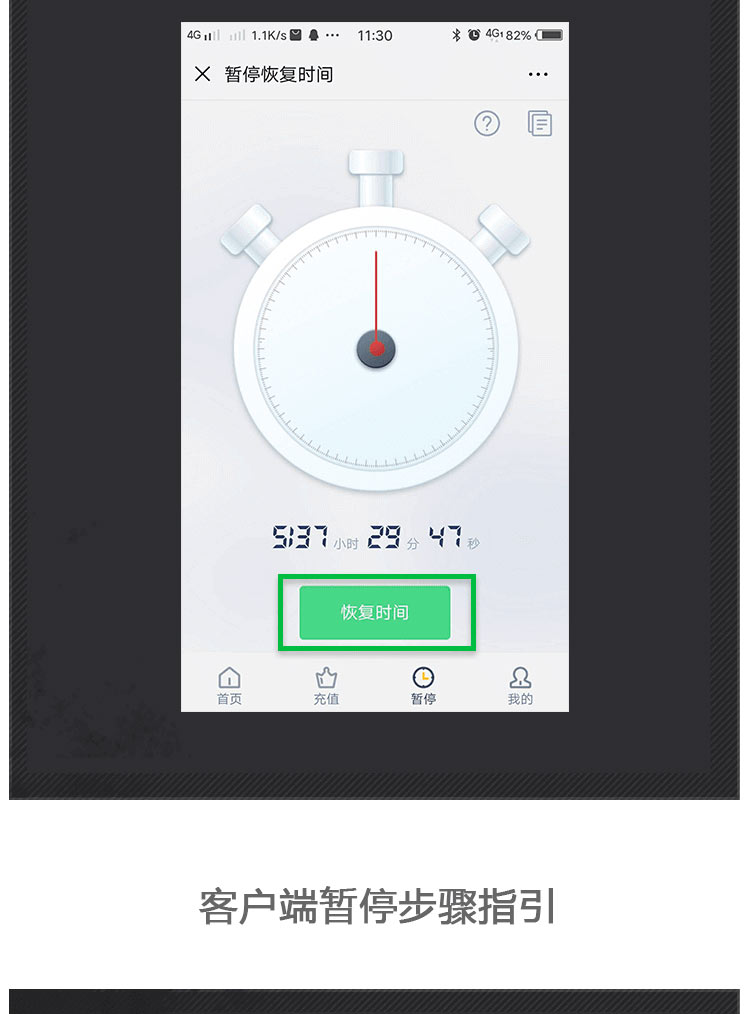 4G 1.1K/s ··· 11:30 4G¹ 82%
暂停恢复时间 ···
?
5137 小时 29 分 47 秒
恢复时间
首页 充值 暂停 我的
客户端暂停步骤指引